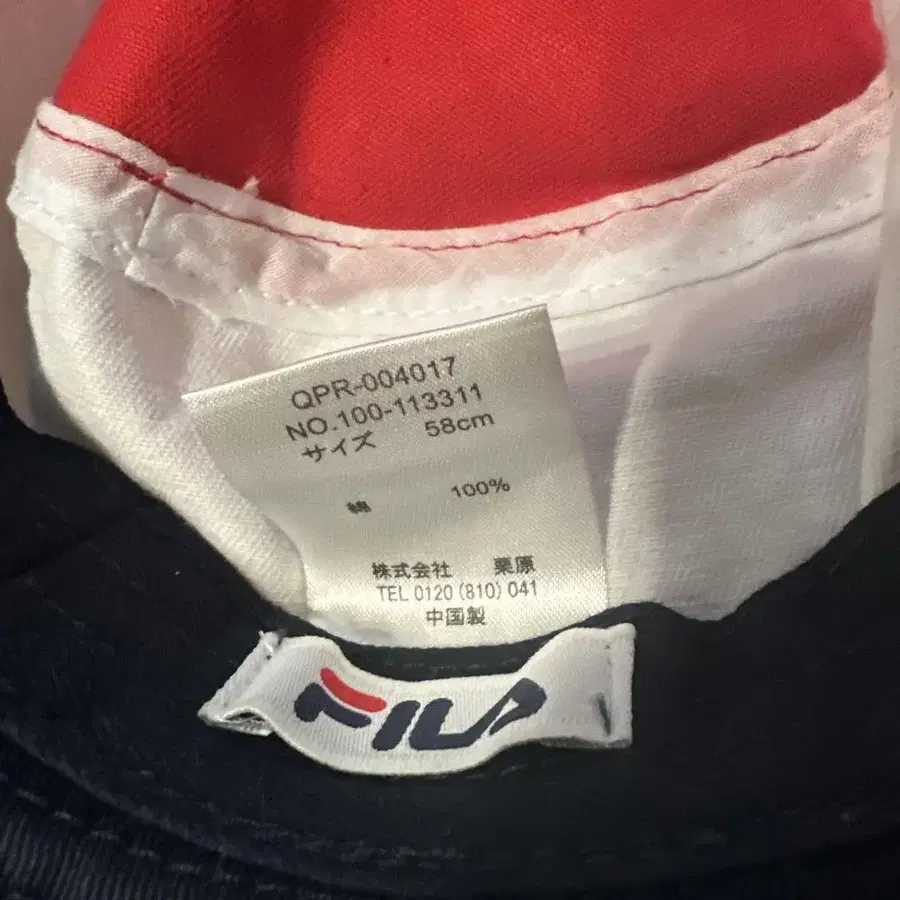 QPR-004017
NO.100-113311
サイズ 58cm
綿 100%
株式会社 栗原
TEL 0120 (810) 041
中国製
FILA